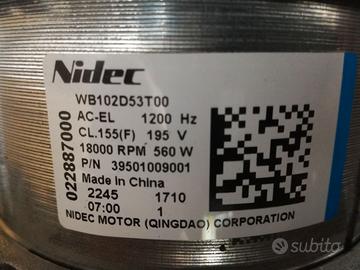 Nidec
WB102D53T00
AC-EL 1200 Hz
CL.155(F) 195 V
18000 RPM 560 W
P/N 39501009001
Made in China
2245 1710
07:00 1
NIDEC MOTOR (QINGDAO) CORPORATION
022887000
subito